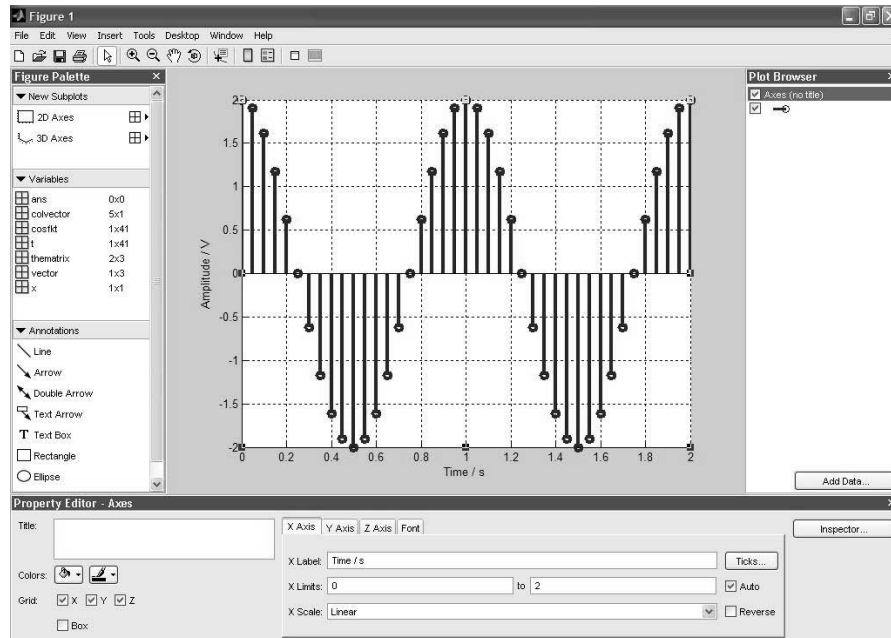 Figure 1
File Edit View Insert Tools Desktop Window Help
Figure Palette
New Subplots
2D Axes
3D Axes
Variables
ans 0x0
colvector 5x1
cosfkt 1x41
t 1x41
thematrix 2x3
vector 1x3
x 1x1
Annotations
Line
Arrow
Double Arrow
Text Arrow
T Text Box
Rectangle
Ellipse
2
1.5
1
0.5
0
-0.5
-1
-1.5
-2
Amplitude / V
0 0.2 0.4 0.6 0.8 1 1.2 1.4 1.6 1.8 2
Time / s
Plot Browser
Axes (no title)
Add Data...
Property Editor - Axes
Title:
Colors:
Grid: X Y Z
Box
X Axis Y Axis Z Axis Font
X Label: Time / s Ticks...
X Limits: 0 to 2 Auto
X Scale: Linear Reverse
Inspector...